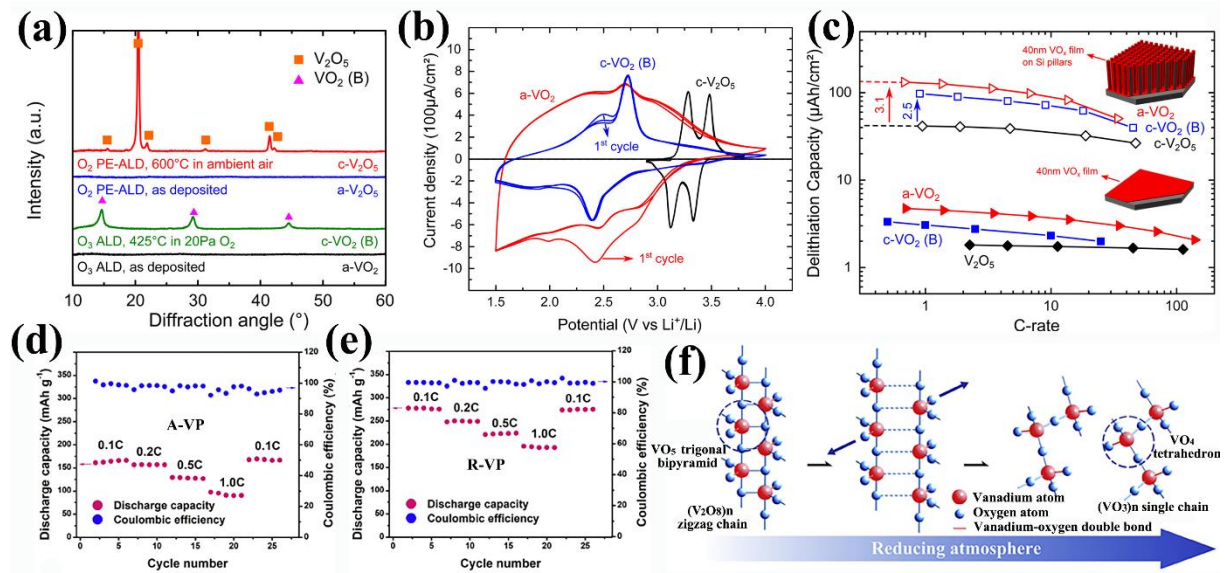 (a)
Intensity (a.u.)
V₂O₅
VO₂ (B)
O₂ PE-ALD, 600°C in ambient air c-V₂O₅
O₂ PE-ALD, as deposited a-V₂O₅
O₃ ALD, 425°C in 20Pa O₂ c-VO₂ (B)
O₃ ALD, as deposited a-VO₂
10 20 30 40 50 60
Diffraction angle (°)
(b)
Current density (100µA/cm²)
10
8
6
4
2
0
-2
-4
-6
-8
-10
c-VO₂ (B)
a-VO₂
c-V₂O₅
1st cycle
1st cycle
1.5 2.0 2.5 3.0 3.5 4.0
Potential (V vs Li⁺/Li)
(c)
Delithiation Capacity (µAh/cm²)
100
10
1
40nm VOₓ film
on Si pillars
3.1
2.5
a-VO₂
c-VO₂ (B)
c-V₂O₅
40nm VOₓ film
a-VO₂
c-VO₂ (B)
V₂O₅
1 10 100
C-rate
(d)
Discharge capacity (mAh g⁻¹)
350
300
250
200
150
100
50
0
A-VP
0.1C
0.2C
0.5C
1.0C
0.1C
Discharge capacity
Coulombic efficiency
0 5 10 15 20 25
Cycle number
120
100
80
60
40
20
0
Coulombic efficiency (%)
(e)
Discharge capacity (mAh g⁻¹)
350
300
250
200
150
100
50
0
0.1C
0.2C
0.5C
1.0C
0.1C
R-VP
Discharge capacity
Coulombic efficiency
0 5 10 15 20 25
Cycle number
120
100
80
60
40
20
0
Coulombic efficiency (%)
(f)
VO₅ trigonal
bipyramid
(V2O8)n
zigzag chain
VO₄
tetrahedron
(VO3)n single chain
Vanadium atom
Oxygen atom
Vanadium-oxygen double bond
Reducing atmosphere